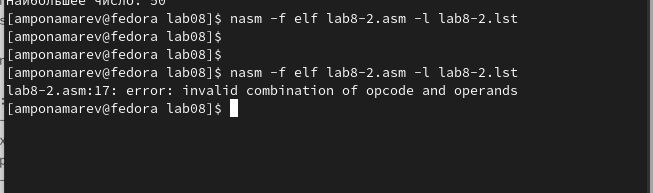 Наибольшее число: 50
[amponamarev@fedora lab08]$ nasm -f elf lab8-2.asm -l lab8-2.lst
[amponamarev@fedora lab08]$
[amponamarev@fedora lab08]$
[amponamarev@fedora lab08]$ nasm -f elf lab8-2.asm -l lab8-2.lst
lab8-2.asm:17: error: invalid combination of opcode and operands
[amponamarev@fedora lab08]$